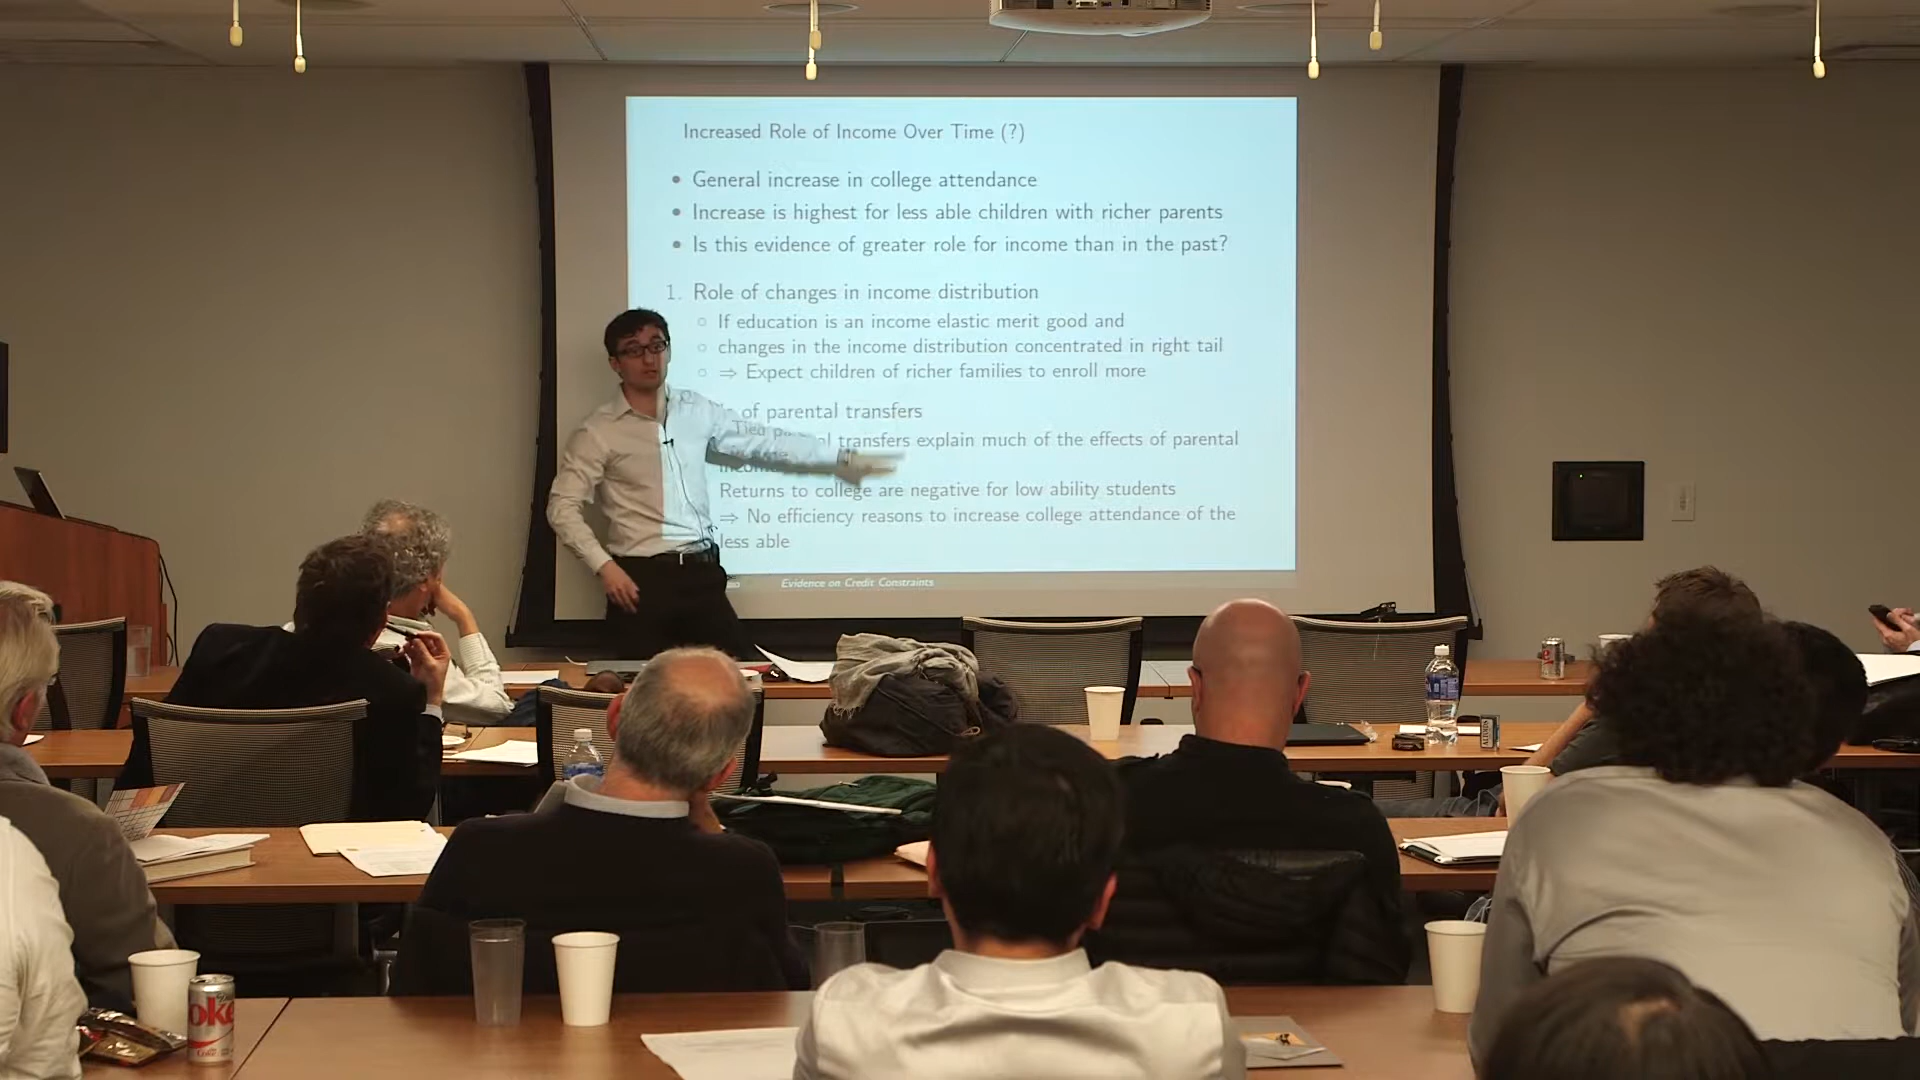 Increased Role of Income Over Time (?)
• General increase in college attendance
• Increase is highest for less able children with richer parents
• Is this evidence of greater role for income than in the past?
1. Role of changes in income distribution
○ If education is an income elastic merit good and
○ changes in the income distribution concentrated in right tail
○ ⇒ Expect children of richer families to enroll more
of parental transfers
Tied transfers explain much of the effects of parental
Returns to college are negative for low ability students
⇒ No efficiency reasons to increase college attendance of the
less able
Evidence on Credit Constraints
ALTOIDS
oke
Coke